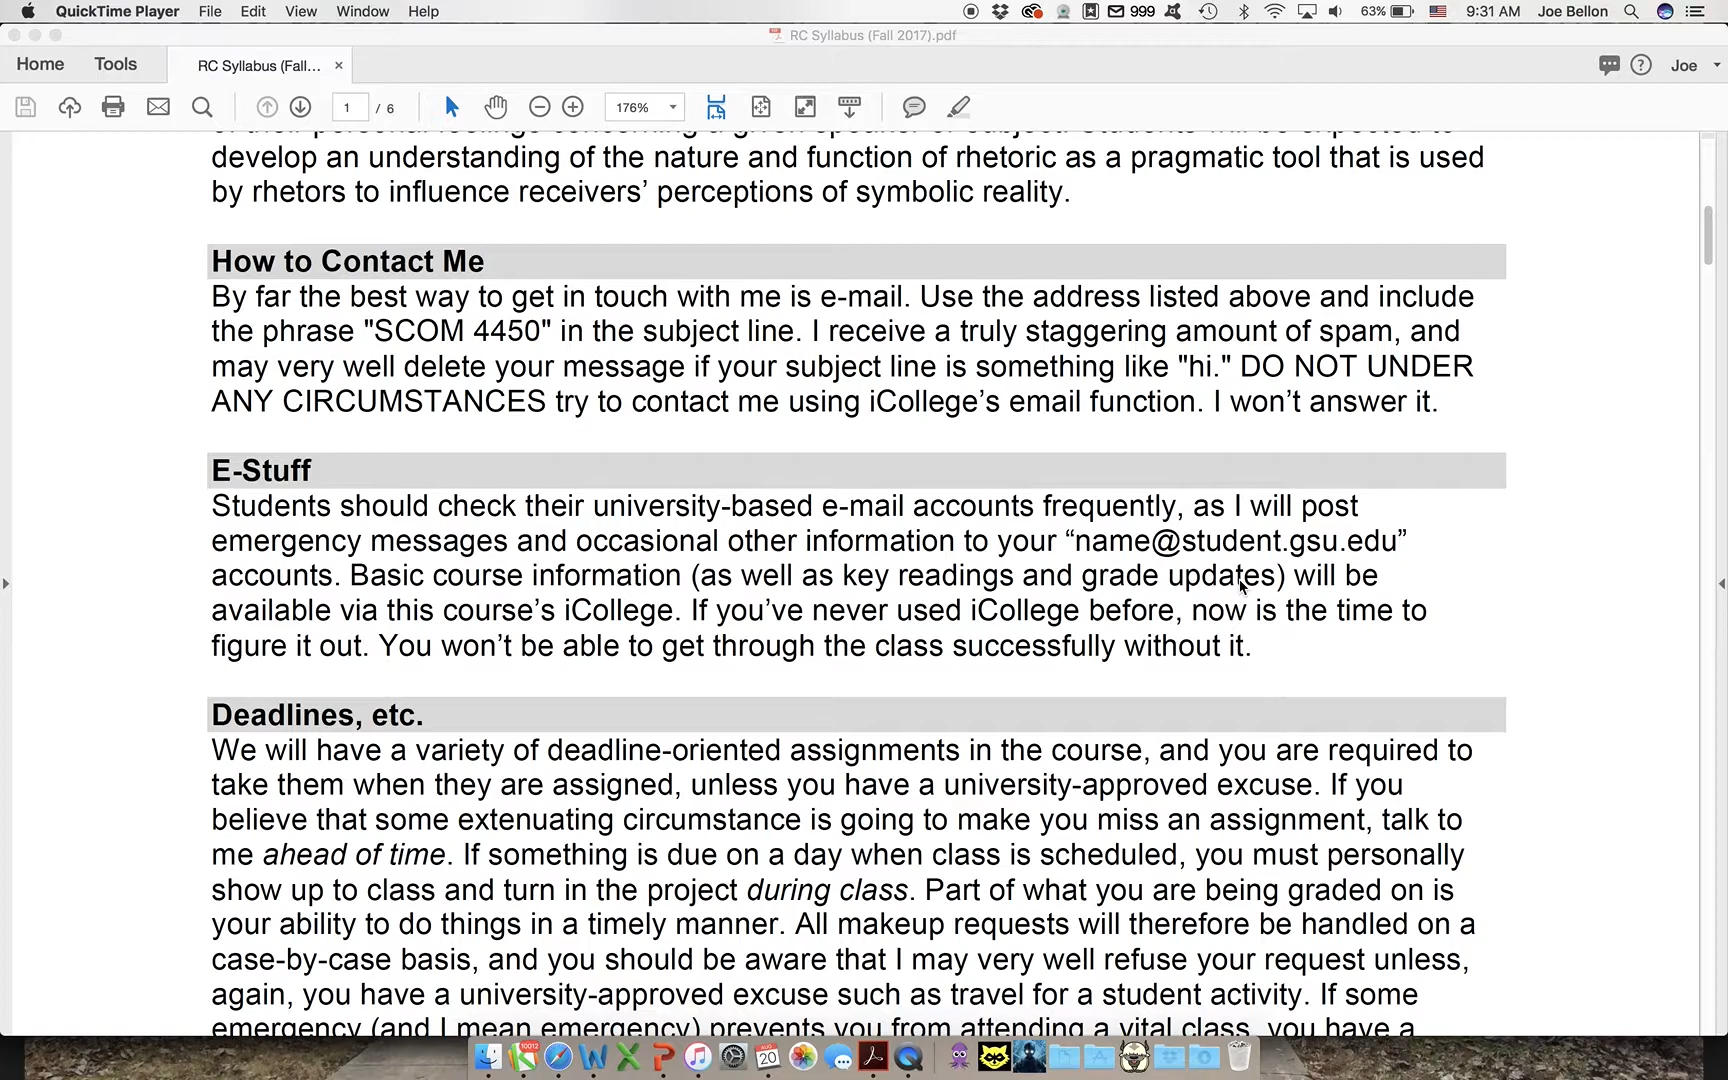 QuickTime Player File Edit View Window Help 999 63% 9:31 AM Joe Bellon
RC Syllabus (Fall 2017).pdf
Home Tools RC Syllabus (Fall... × Joe
1 / 6 176%
develop an understanding of the nature and function of rhetoric as a pragmatic tool that is used
by rhetors to influence receivers’ perceptions of symbolic reality.
How to Contact Me
By far the best way to get in touch with me is e-mail. Use the address listed above and include
the phrase "SCOM 4450" in the subject line. I receive a truly staggering amount of spam, and
may very well delete your message if your subject line is something like "hi." DO NOT UNDER
ANY CIRCUMSTANCES try to contact me using iCollege’s email function. I won’t answer it.
E-Stuff
Students should check their university-based e-mail accounts frequently, as I will post
emergency messages and occasional other information to your “name@student.gsu.edu”
accounts. Basic course information (as well as key readings and grade updates) will be
available via this course’s iCollege. If you’ve never used iCollege before, now is the time to
figure it out. You won’t be able to get through the class successfully without it.
Deadlines, etc.
We will have a variety of deadline-oriented assignments in the course, and you are required to
take them when they are assigned, unless you have a university-approved excuse. If you
believe that some extenuating circumstance is going to make you miss an assignment, talk to
me ahead of time. If something is due on a day when class is scheduled, you must personally
show up to class and turn in the project during class. Part of what you are being graded on is
your ability to do things in a timely manner. All makeup requests will therefore be handled on a
case-by-case basis, and you should be aware that I may very well refuse your request unless,
again, you have a university-approved excuse such as travel for a student activity. If some
emergency (and I mean emergency) prevents you from attending a vital class, you have a
10012
AUG
20